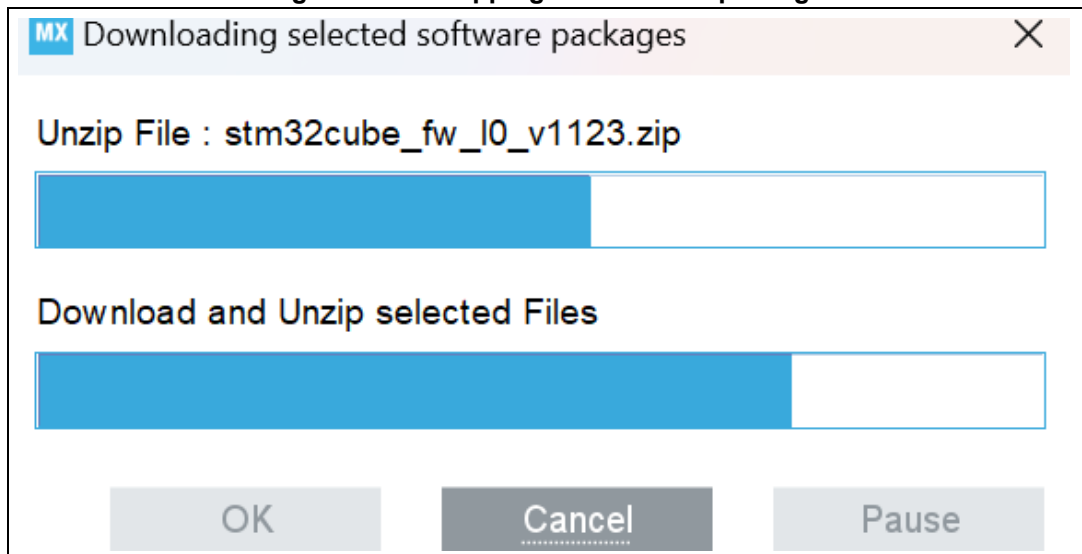 MX Downloading selected software packages
Unzip File : stm32cube_fw_l0_v1123.zip
Download and Unzip selected Files
OK Cancel Pause